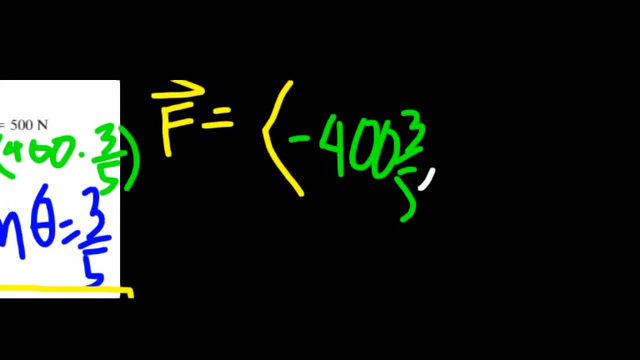 = 500 N
(400 · 3/5)
n θ = 3/5
F⃗ = ⟨ -400 3/5 ,